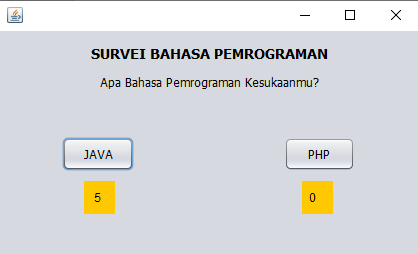 SURVEI BAHASA PEMROGRAMAN
Apa Bahasa Pemrograman Kesukaanmu?
JAVA PHP
5 0